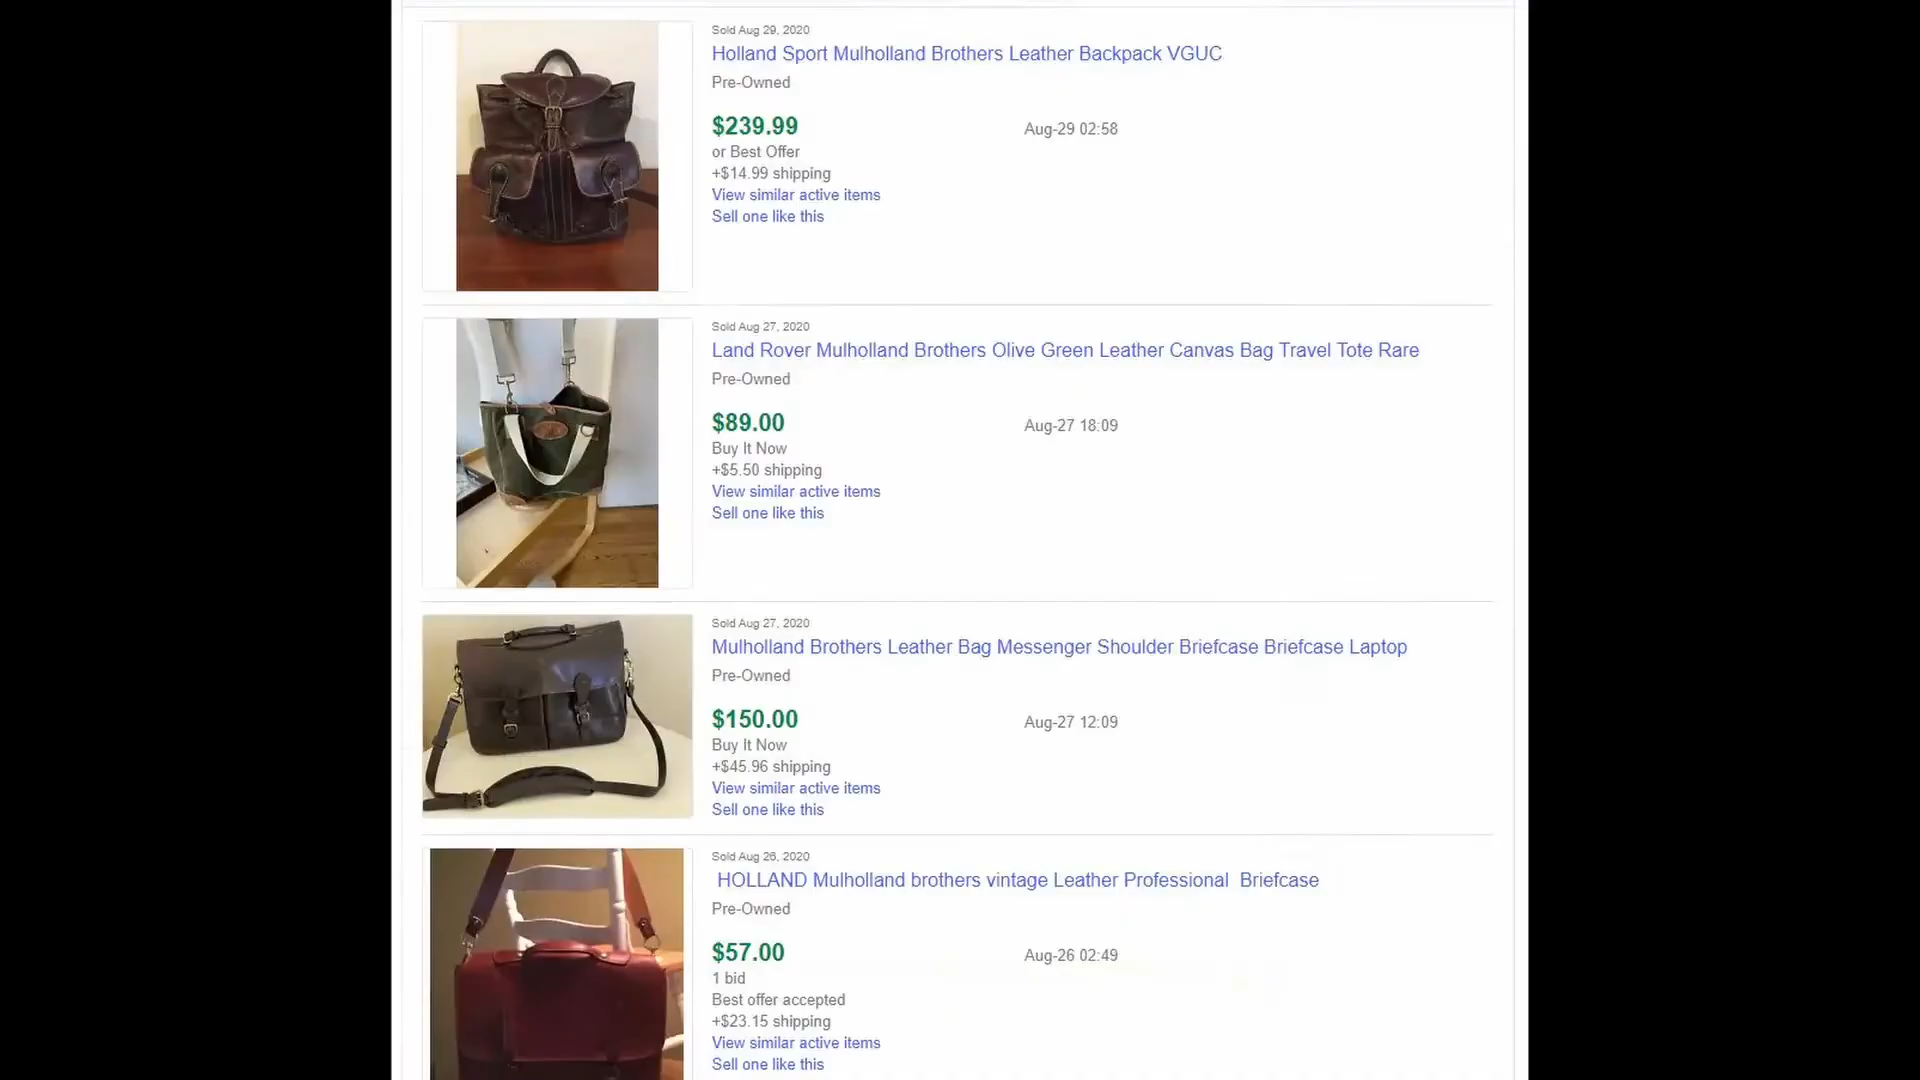 Sold Aug 29, 2020
Holland Sport Mulholland Brothers Leather Backpack VGUC
Pre-Owned
$239.99
Aug-29 02:58
or Best Offer
+$14.99 shipping
View similar active items
Sell one like this
Sold Aug 27, 2020
Land Rover Mulholland Brothers Olive Green Leather Canvas Bag Travel Tote Rare
Pre-Owned
$89.00
Aug-27 18:09
Buy It Now
+$5.50 shipping
View similar active items
Sell one like this
Sold Aug 27, 2020
Mulholland Brothers Leather Bag Messenger Shoulder Briefcase Briefcase Laptop
Pre-Owned
$150.00
Aug-27 12:09
Buy It Now
+$45.96 shipping
View similar active items
Sell one like this
Sold Aug 26, 2020
HOLLAND Mulholland brothers vintage Leather Professional Briefcase
Pre-Owned
$57.00
Aug-26 02:49
1 bid
Best offer accepted
+$23.15 shipping
View similar active items
Sell one like this